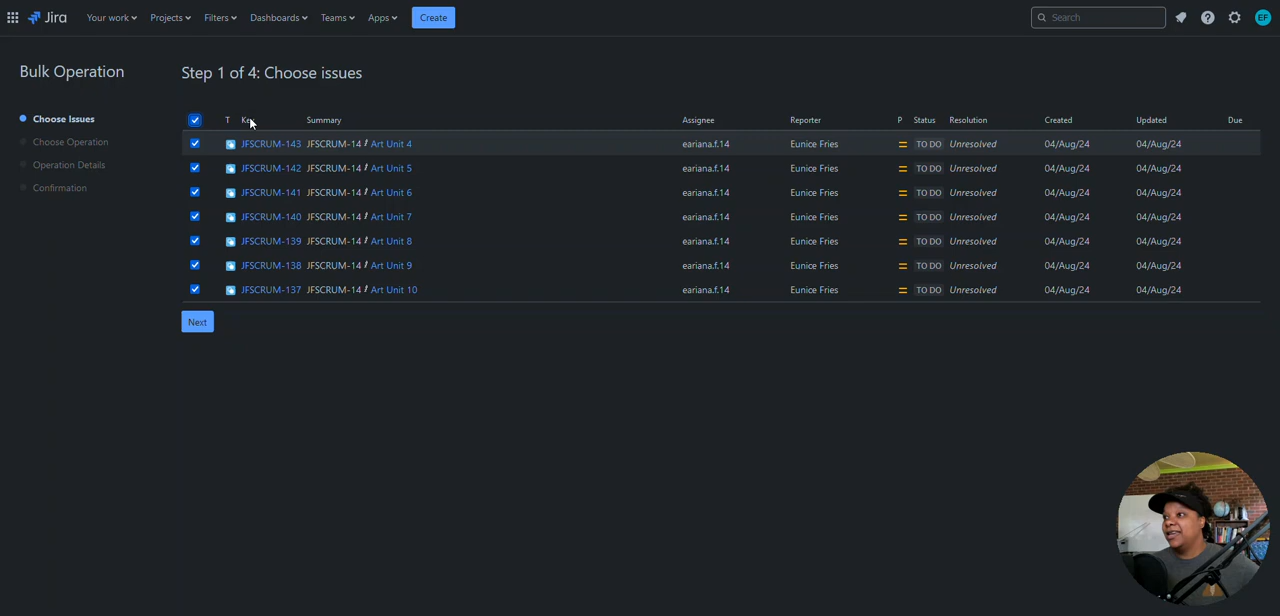 Jira Your work Projects Filters Dashboards Teams Apps Create Search EF
Bulk Operation
Step 1 of 4: Choose issues
Choose Issues
Choose Operation
Operation Details
Confirmation
T Key Summary Assignee Reporter P Status Resolution Created Updated Due
JFSCRUM-143 JFSCRUM-14 / Art Unit 4 eariana.f.14 Eunice Fries TO DO Unresolved 04/Aug/24 04/Aug/24
JFSCRUM-142 JFSCRUM-14 / Art Unit 5 eariana.f.14 Eunice Fries TO DO Unresolved 04/Aug/24 04/Aug/24
JFSCRUM-141 JFSCRUM-14 / Art Unit 6 eariana.f.14 Eunice Fries TO DO Unresolved 04/Aug/24 04/Aug/24
JFSCRUM-140 JFSCRUM-14 / Art Unit 7 eariana.f.14 Eunice Fries TO DO Unresolved 04/Aug/24 04/Aug/24
JFSCRUM-139 JFSCRUM-14 / Art Unit 8 eariana.f.14 Eunice Fries TO DO Unresolved 04/Aug/24 04/Aug/24
JFSCRUM-138 JFSCRUM-14 / Art Unit 9 eariana.f.14 Eunice Fries TO DO Unresolved 04/Aug/24 04/Aug/24
JFSCRUM-137 JFSCRUM-14 / Art Unit 10 eariana.f.14 Eunice Fries TO DO Unresolved 04/Aug/24 04/Aug/24
Next